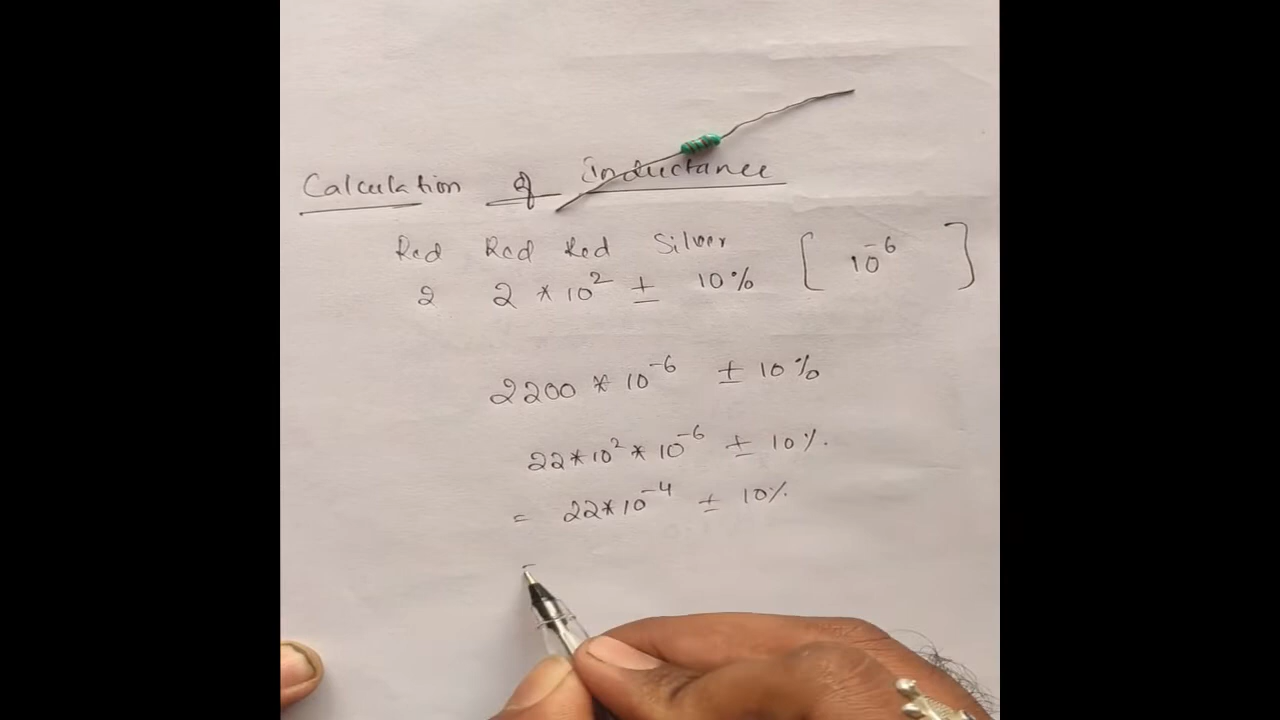 Calculation of inductance
Red Red Red Silver [ 10⁻⁶ ]
2 2 * 10² ± 10%
2200 * 10⁻⁶ ± 10%
22*10² * 10⁻⁶ ± 10%.
= 22*10⁻⁴ ± 10%